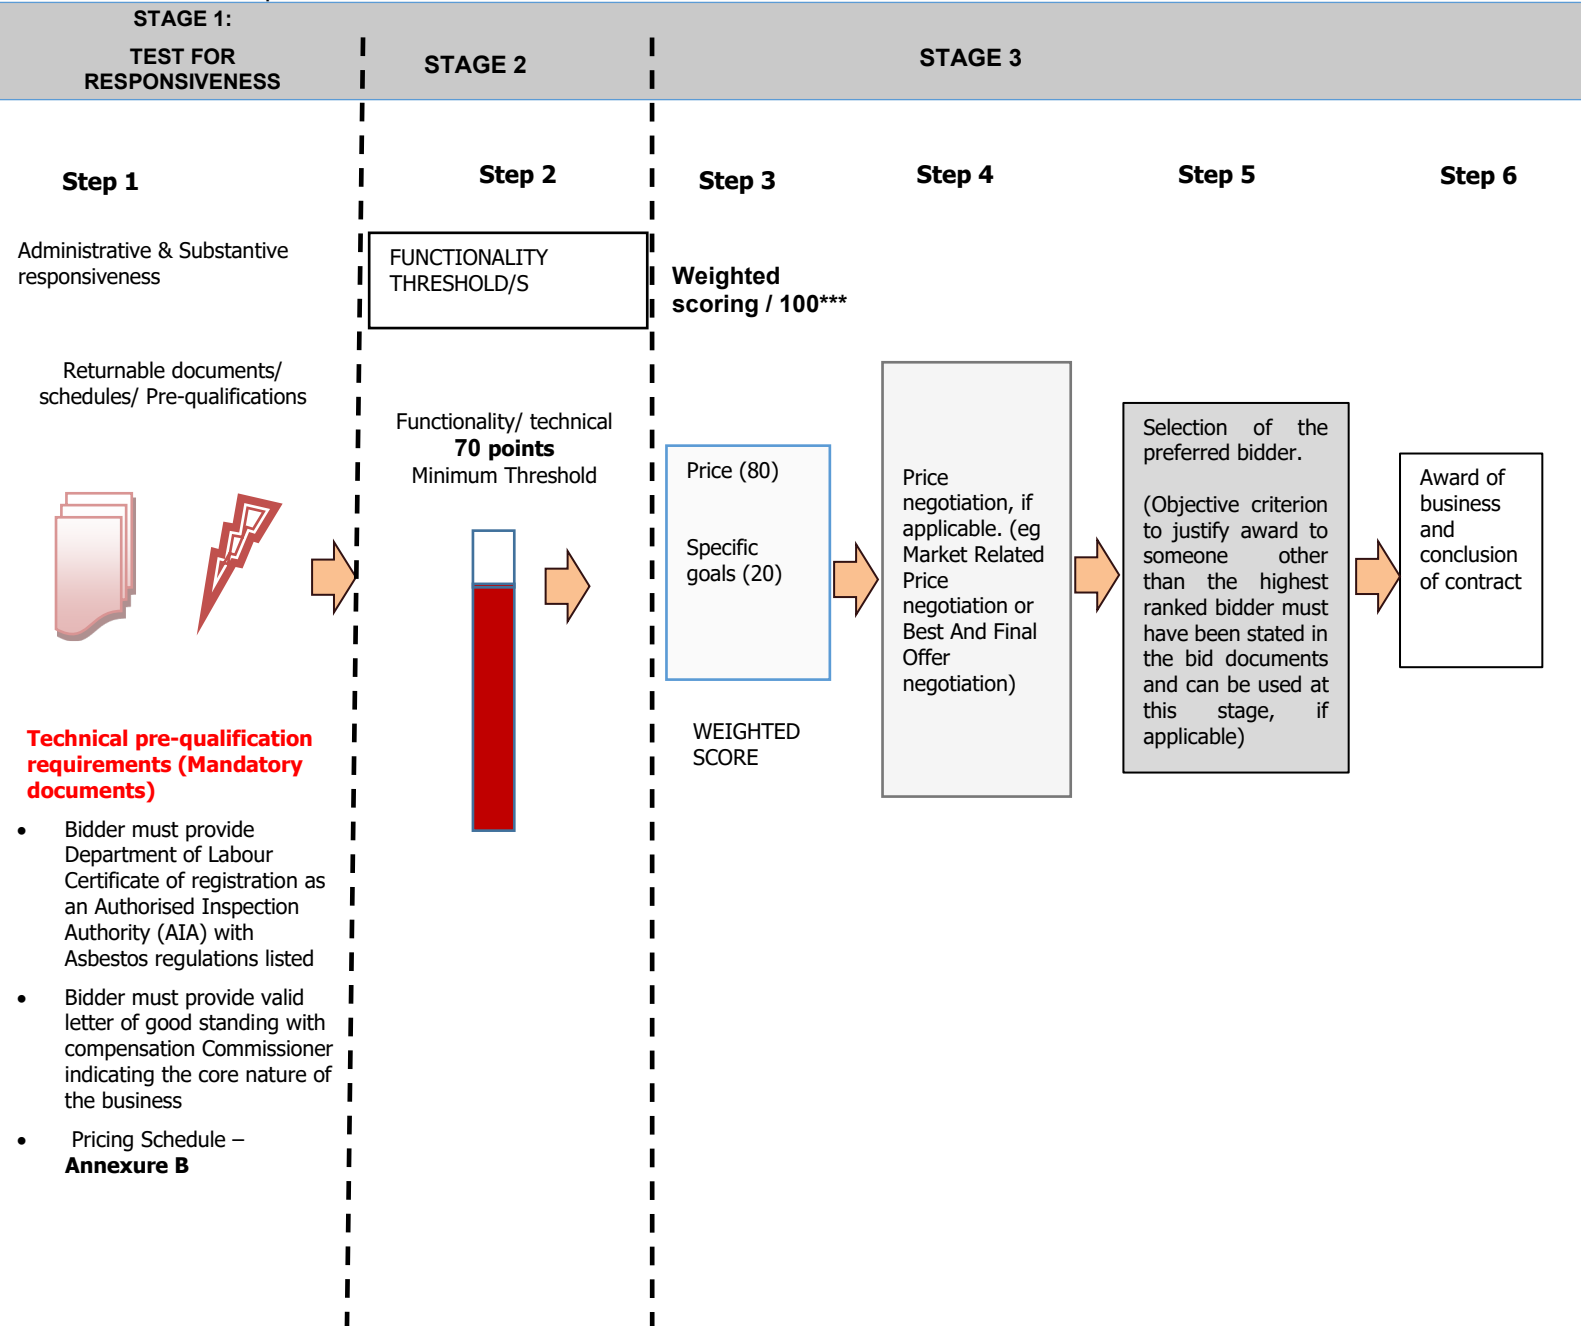 STAGE 1:
TEST FOR
RESPONSIVENESS
STAGE 2
STAGE 3
Step 1
Step 2
Step 3
Step 4
Step 5
Step 6
Administrative & Substantive
responsiveness
FUNCTIONALITY
THRESHOLD/S
Weighted
scoring / 100***
Returnable documents/
schedules/ Pre-qualifications
Functionality/ technical
70 points
Minimum Threshold
Price (80)
Specific
goals (20)
WEIGHTED
SCORE
Price
negotiation, if
applicable. (eg
Market Related
Price
negotiation or
Best And Final
Offer
negotiation)
Selection of the
preferred bidder.
(Objective criterion
to justify award to
someone other
than the highest
ranked bidder must
have been stated in
the bid documents
and can be used at
this stage, if
applicable)
Award of
business
and
conclusion
of contract
Technical pre-qualification
requirements (Mandatory
documents)
• Bidder must provide
Department of Labour
Certificate of registration as
an Authorised Inspection
Authority (AIA) with
Asbestos regulations listed
• Bidder must provide valid
letter of good standing with
compensation Commissioner
indicating the core nature of
the business
• Pricing Schedule –
Annexure B